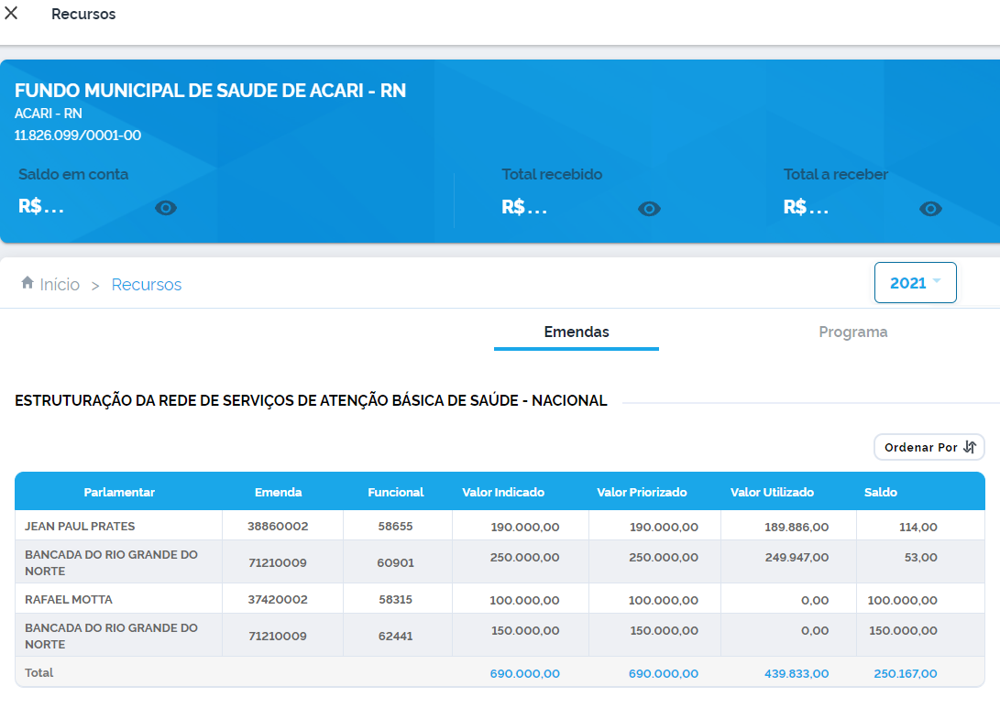 Recursos
FUNDO MUNICIPAL DE SAUDE DE ACARI - RN
ACARI - RN
11.826.099/0001-00
Saldo em conta Total recebido Total a receber
R$ ... R$ ... R$ ...
Início > Recursos 2021
Emendas Programa
ESTRUTURAÇÃO DA REDE DE SERVIÇOS DE ATENÇÃO BÁSICA DE SAÚDE - NACIONAL
Ordenar Por
Parlamentar Emenda Funcional Valor Indicado Valor Priorizado Valor Utilizado Saldo
JEAN PAUL PRATES 38860002 58655 190.000,00 190.000,00 189.886,00 114,00
BANCADA DO RIO GRANDE DO
NORTE 71210009 60901 250.000,00 250.000,00 249.947,00 53,00
RAFAEL MOTTA 37420002 58315 100.000,00 100.000,00 0,00 100.000,00
BANCADA DO RIO GRANDE DO
NORTE 71210009 62441 150.000,00 150.000,00 0,00 150.000,00
Total 690.000,00 690.000,00 439.833,00 250.167,00